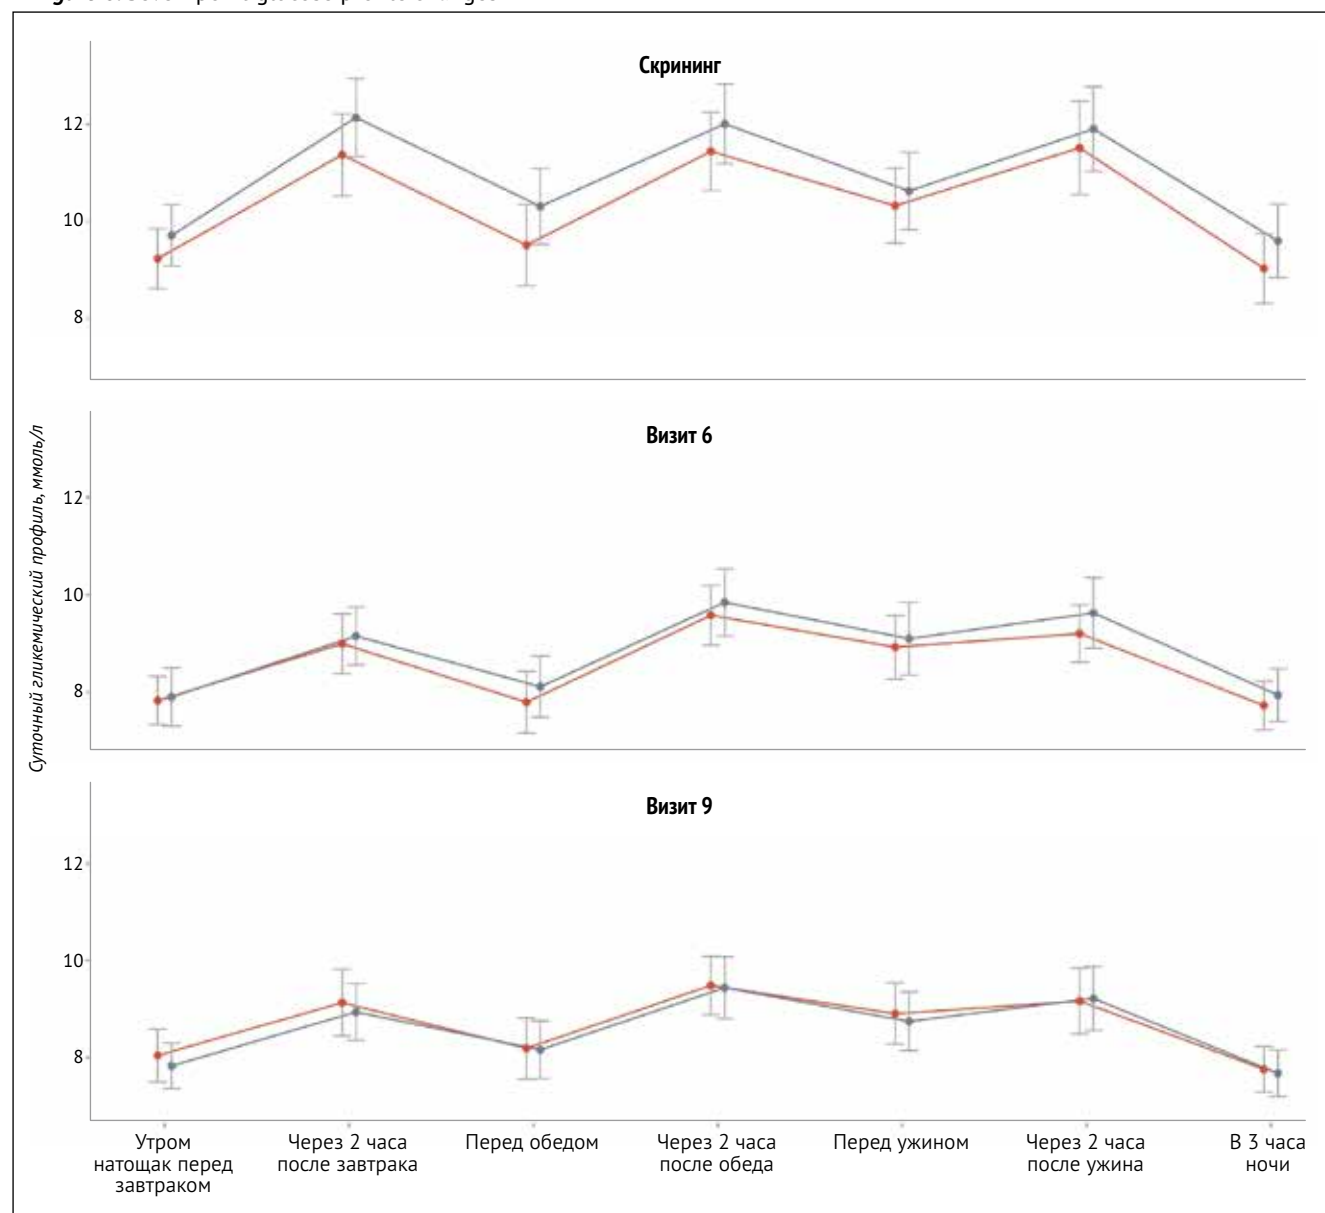 Скрининг
12
10
8
Визит 6
12
10
8
Суточный гликемический профиль, ммоль/л
Визит 9
12
10
8
Утром
натощак перед
завтраком
Через 2 часа
после завтрака
Перед обедом
Через 2 часа
после обеда
Перед ужином
Через 2 часа
после ужина
В 3 часа
ночи